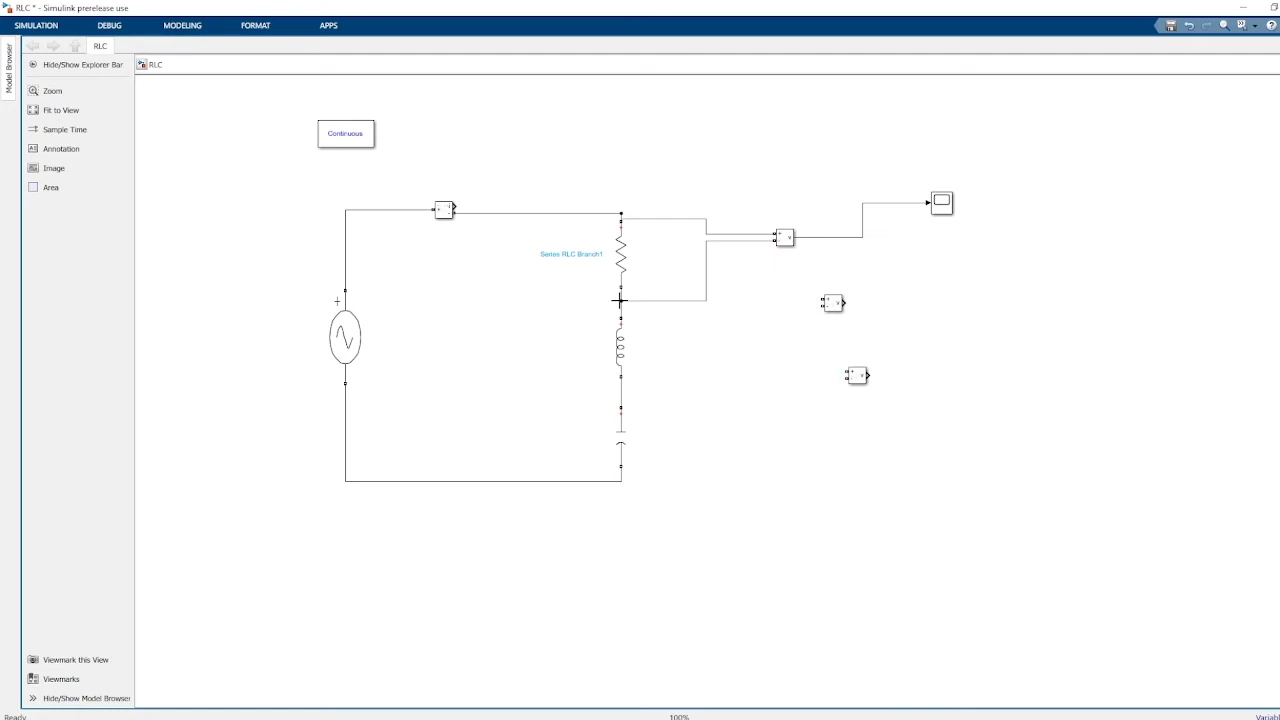 RLC * - Simulink prerelease use
SIMULATION DEBUG MODELING FORMAT APPS
Model Browser
RLC
Hide/Show Explorer Bar
RLC
Zoom
Fit to View
Sample Time
Annotation
Image
Area
Continuous
Series RLC Branch1
Viewmark this View
Viewmarks
Hide/Show Model Browser
Ready
100%
Variabl